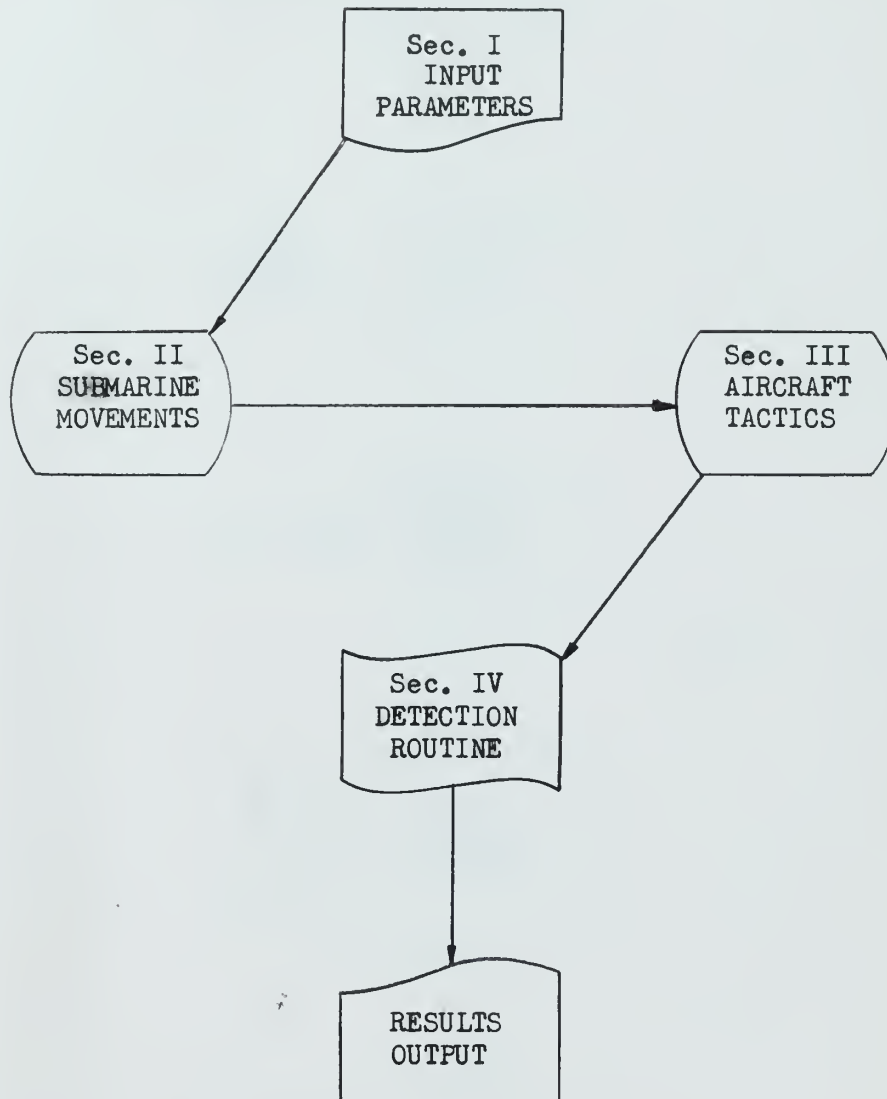 Sec. I
INPUT
PARAMETERS
Sec. II
SUBMARINE
MOVEMENTS
Sec. III
AIRCRAFT
TACTICS
Sec. IV
DETECTION
ROUTINE
RESULTS
OUTPUT